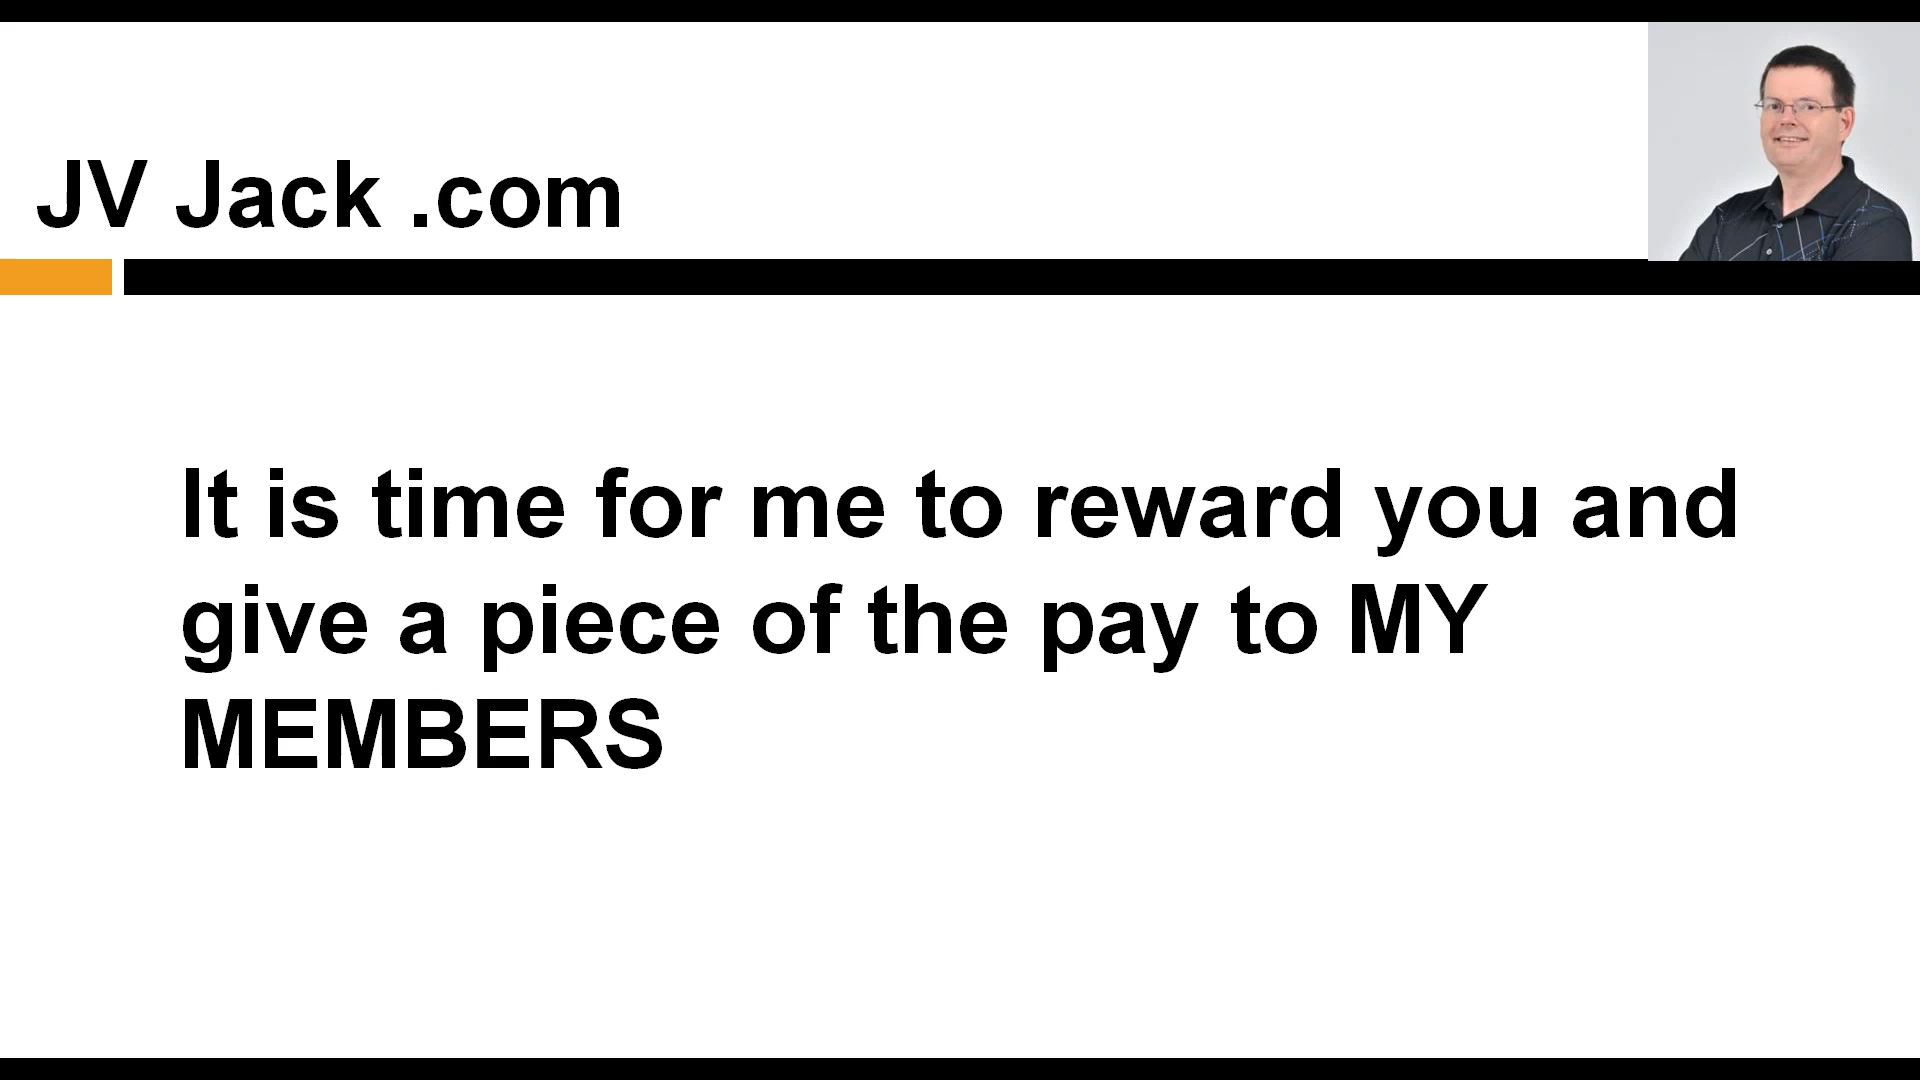 JV Jack .com
It is time for me to reward you and
give a piece of the pay to MY
MEMBERS